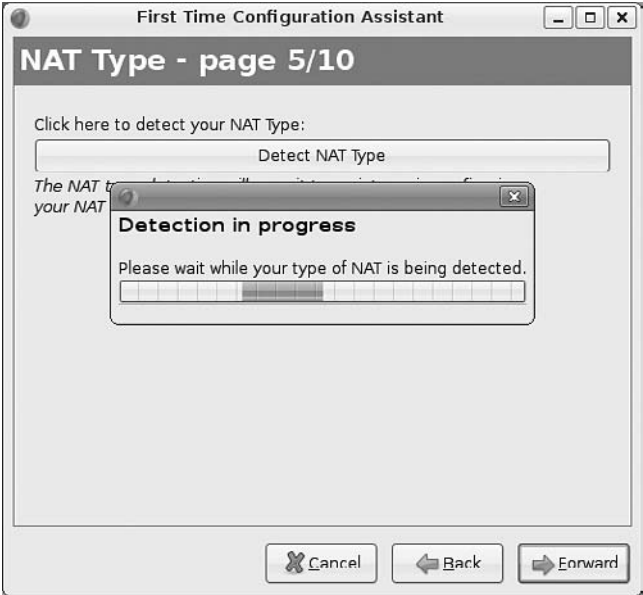 First Time Configuration Assistant
NAT Type - page 5/10
Click here to detect your NAT Type:
Detect NAT Type
The NAT
your NAT
Detection in progress
Please wait while your type of NAT is being detected.
Cancel
Back
Forward